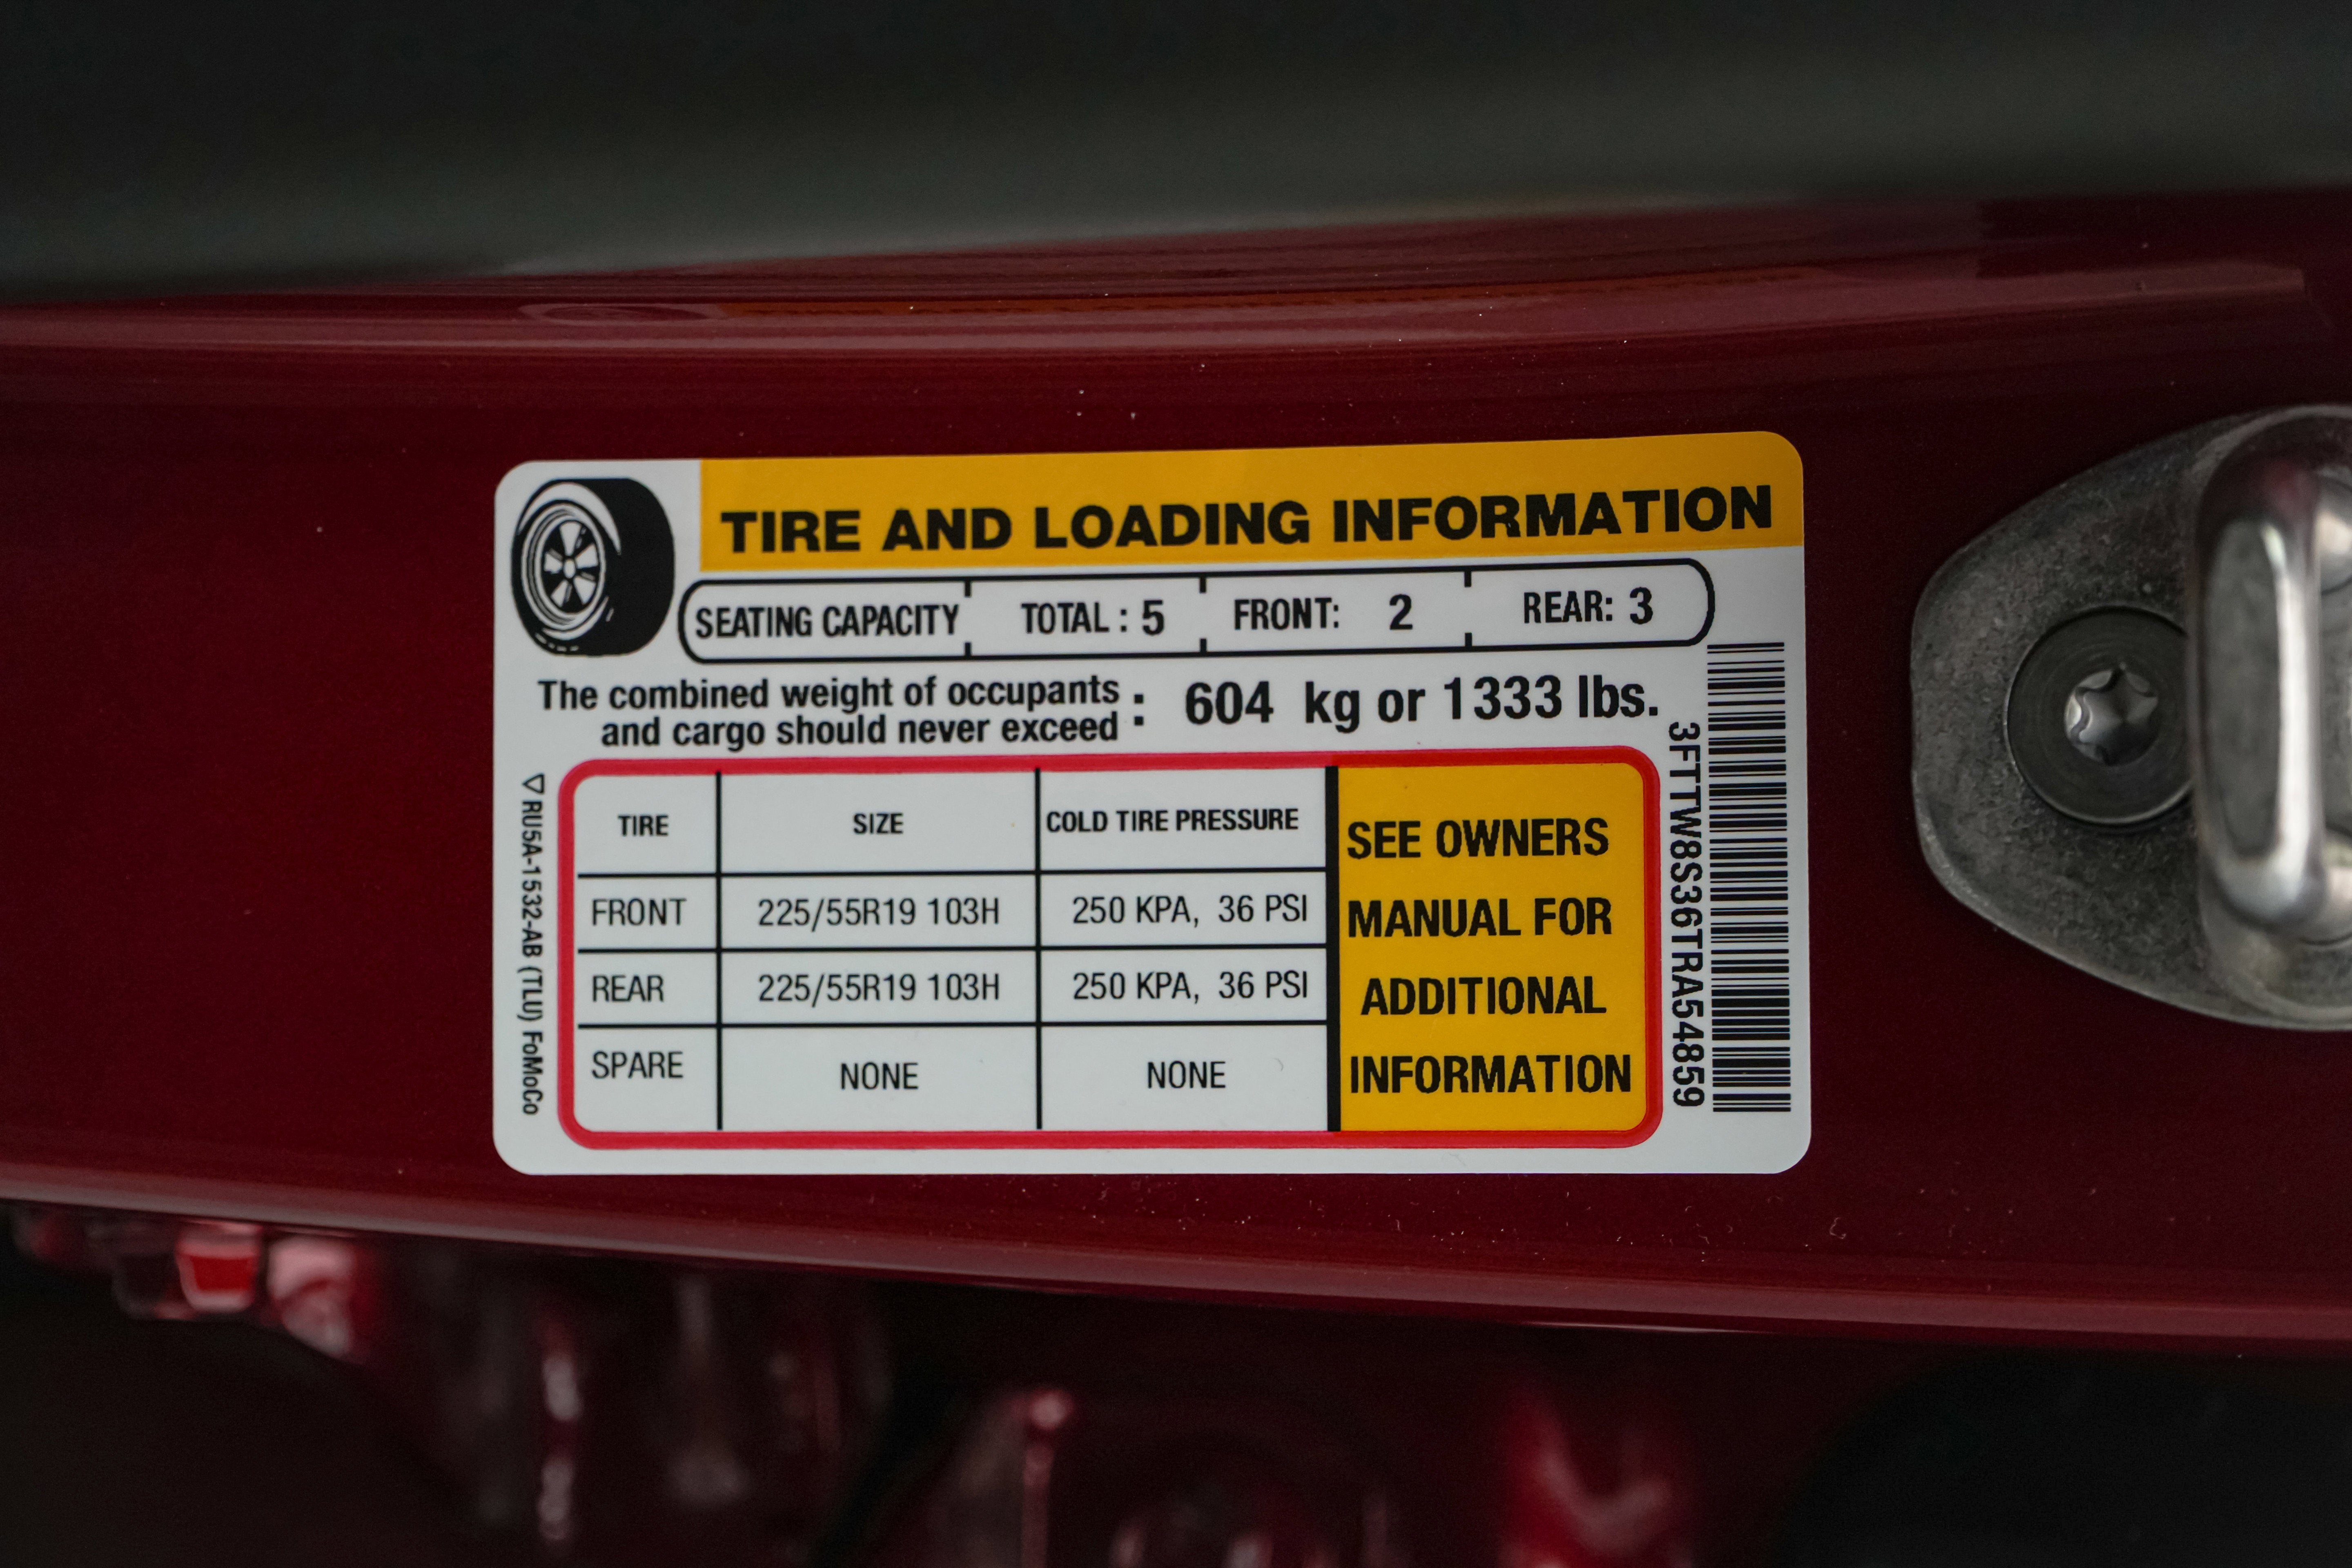 TIRE AND LOADING INFORMATION
SEATING CAPACITY TOTAL : 5 FRONT: 2 REAR: 3
The combined weight of occupants
and cargo should never exceed : 604 kg or 1333 lbs.
TIRE SIZE COLD TIRE PRESSURE
FRONT 225/55R19 103H 250 KPA, 36 PSI
REAR 225/55R19 103H 250 KPA, 36 PSI
SPARE NONE NONE
SEE OWNERS
MANUAL FOR
ADDITIONAL
INFORMATION
RU5A-1532-AB (TLU) FoMoCo
3FTTW8S36TRA54859